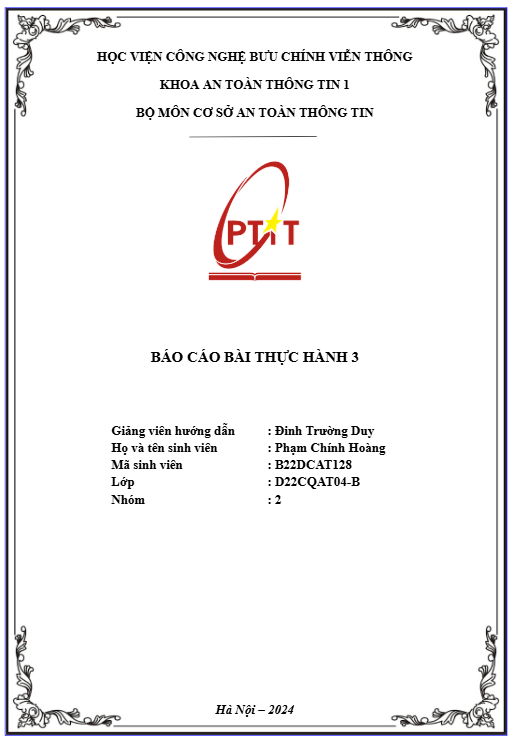 HỌC VIỆN CÔNG NGHỆ BƯU CHÍNH VIỄN THÔNG
KHOA AN TOÀN THÔNG TIN 1
BỘ MÔN CƠ SỞ AN TOÀN THÔNG TIN
PTIT
BÁO CÁO BÀI THỰC HÀNH 3
Giảng viên hướng dẫn : Đinh Trường Duy
Họ và tên sinh viên : Phạm Chính Hoàng
Mã sinh viên : B22DCAT128
Lớp : D22CQAT04-B
Nhóm : 2
Hà Nội – 2024